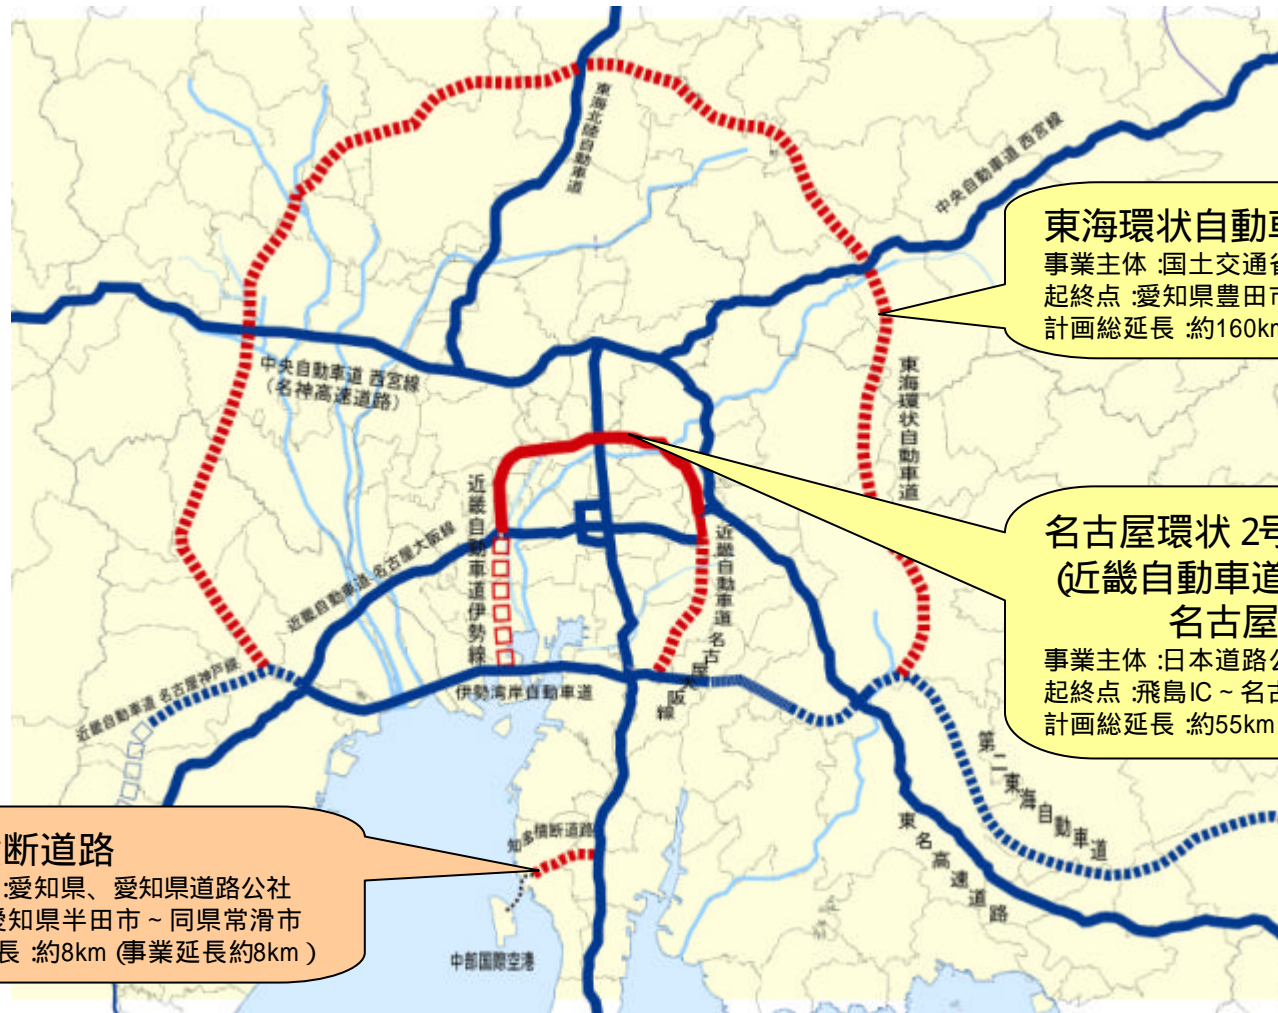 東海北陸自動車道
中央自動車道 西宮線
東海環状自動車
事業主体 :国土交通省
起終点 :愛知県豊田市
計画総延長 :約160km
中央自動車道 西宮線
(名神高速道路)
東海環状自動車道
近畿自動車道伊勢線
近畿自動車道 名古屋大阪線
近畿自動車道 名古屋大阪線
名古屋環状 2号
(近畿自動車道
名古屋
事業主体 :日本道路公
起終点 :飛島IC ~ 名古
計画総延長 :約55km
近畿自動車道 名古屋神戸線
伊勢湾岸自動車道
第二東海自動車道
東名高速道路
知多横断道路
断道路
:愛知県、愛知県道路公社
愛知県半田市 ~ 同県常滑市
長 :約8km (事業延長約8km )
中部国際空港